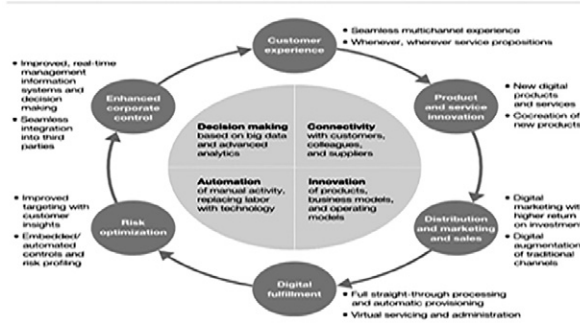 Customer
experience
• Seamless multichannel experience
• Whenever, wherever service propositions
Product
and service
innovation
• New digital
products
and services
• Cocreation of
new products
Distribution
and marketing
and sales
• Digital
marketing with
higher return
on investment
• Digital
augmentation
of traditional
channels
Digital
fulfillment
• Full straight-through processing
and automatic provisioning
• Virtual servicing and administration
Risk
optimization
• Improved
targeting with
customer
insights
• Embedded/
automated
controls and
risk profiling
Enhanced
corporate
control
• Improved, real-time
management
information
systems and
decision
making
• Seamless
integration
into third
parties
Decision making
based on big data
and advanced
analytics
Connectivity
with customers,
colleagues,
and suppliers
Automation
of manual activity,
replacing labor
with technology
Innovation
of products,
business models,
and operating
models